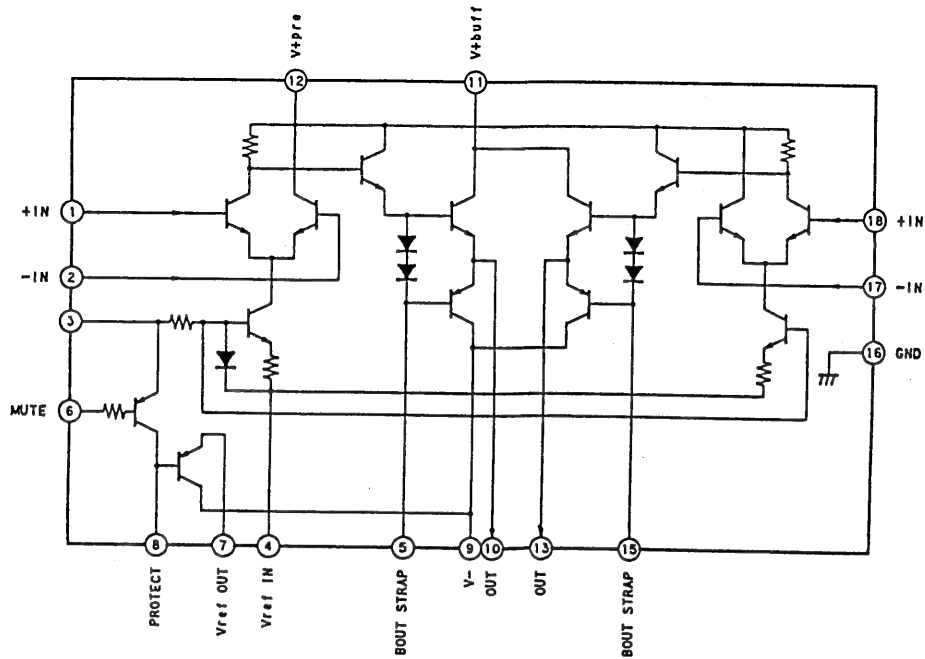 V+pre
V+buff
12
11
+IN
1
18
+IN
-IN
2
17
-IN
3
16
GND
MUTE
6
8
7
4
5
9
10
13
15
PROTECT
Vref OUT
Vref IN
BOUT STRAP
V-
OUT
OUT
BOUT STRAP